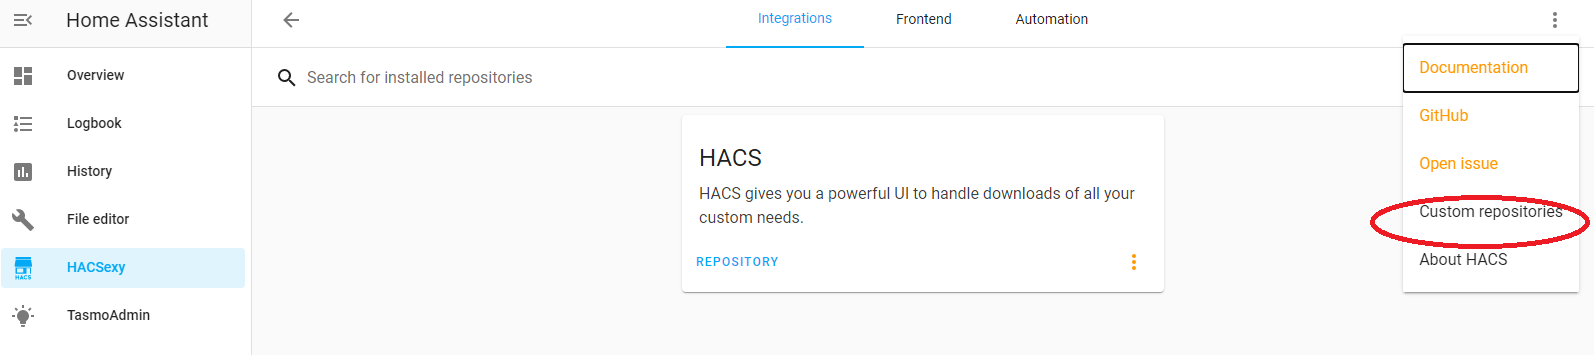 Home Assistant
Integrations
Frontend
Automation
Overview
Search for installed repositories
Documentation
Logbook
GitHub
History
HACS
Open issue
HACS gives you a powerful UI to handle downloads of all your
custom needs.
File editor
Custom repositories
HACS
HACSexy
REPOSITORY
About HACS
TasmoAdmin